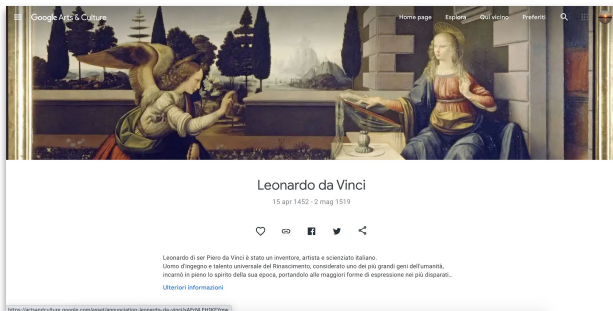 Google Arts & Culture
Home page Esplora Qui vicino Preferiti
Leonardo da Vinci
15 apr 1452 - 2 mag 1519
Leonardo di ser Piero da Vinci è stato un inventore, artista e scienziato italiano.
Uomo d'ingegno e talento universale del Rinascimento, considerato uno dei più grandi geni dell'umanità,
incarnò in pieno lo spirito della sua epoca, portandolo alle maggiori forme di espressione nei più disparati…
Ulteriori informazioni